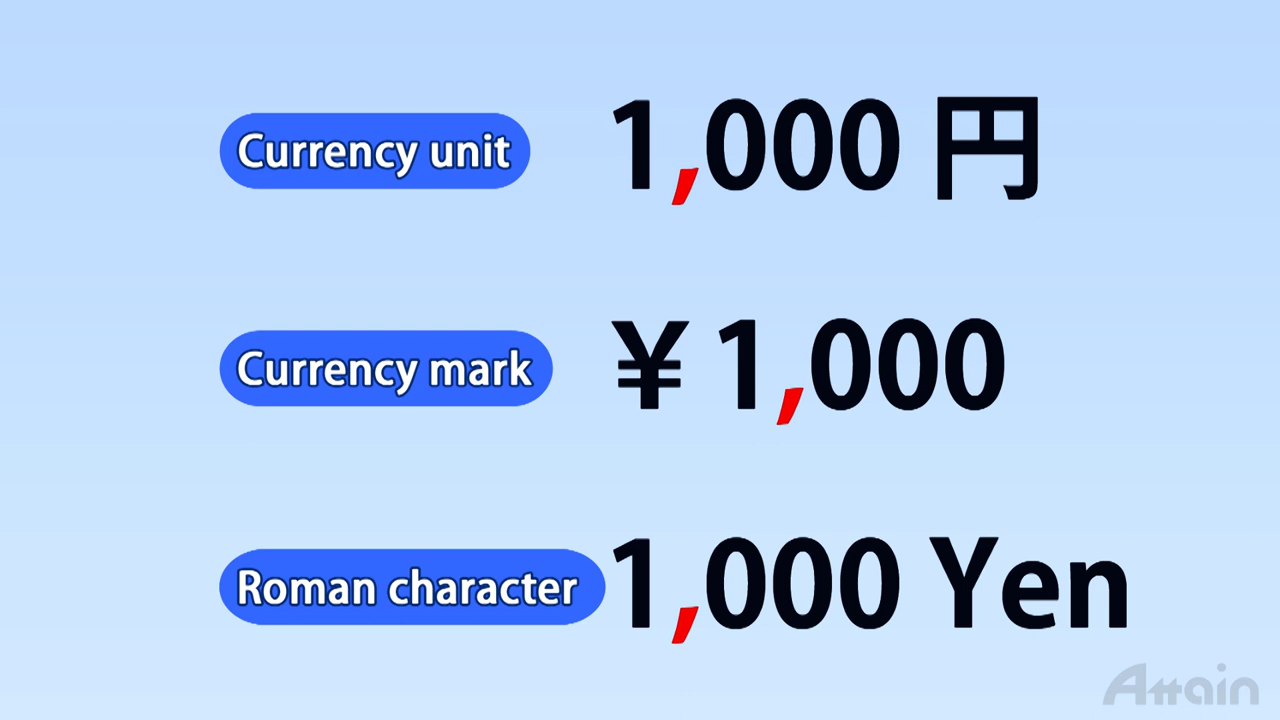 Currency unit 1,000 円
Currency mark ¥ 1,000
Roman character 1,000 Yen
Attain